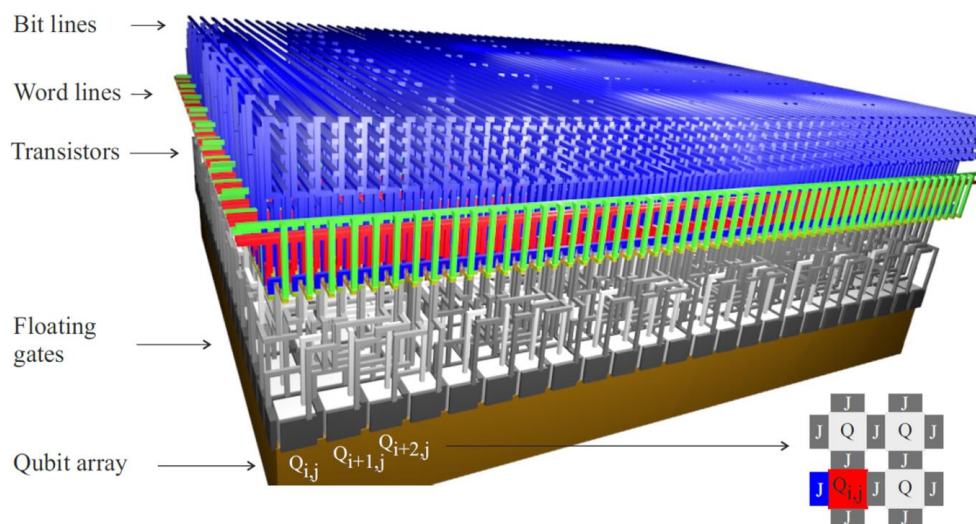 Bit lines
Word lines
Transistors
Floating
gates
Qubit array
Qi,j
Qi+1,j
Qi+2,j
J J
J Q J Q J
J J
J Qi,j J Q J
J J